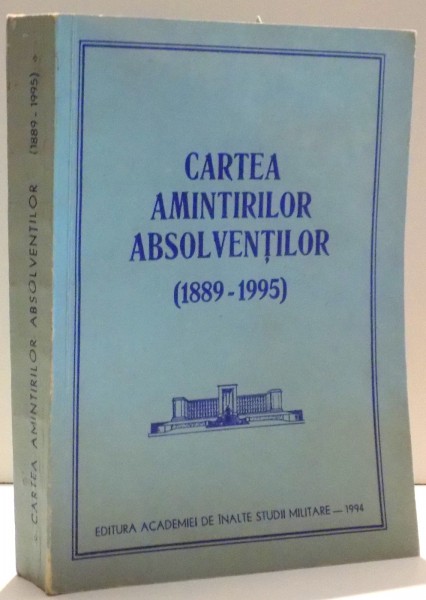 CARTEA
AMINTIRILOR
ABSOLVENȚILOR
(1889-1995)
EDITURA ACADEMIEI DE ÎNALTE STUDII MILITARE — 1994
- CARTEA AMINTIRILOR ABSOLVENȚILOR (1889-1995) -